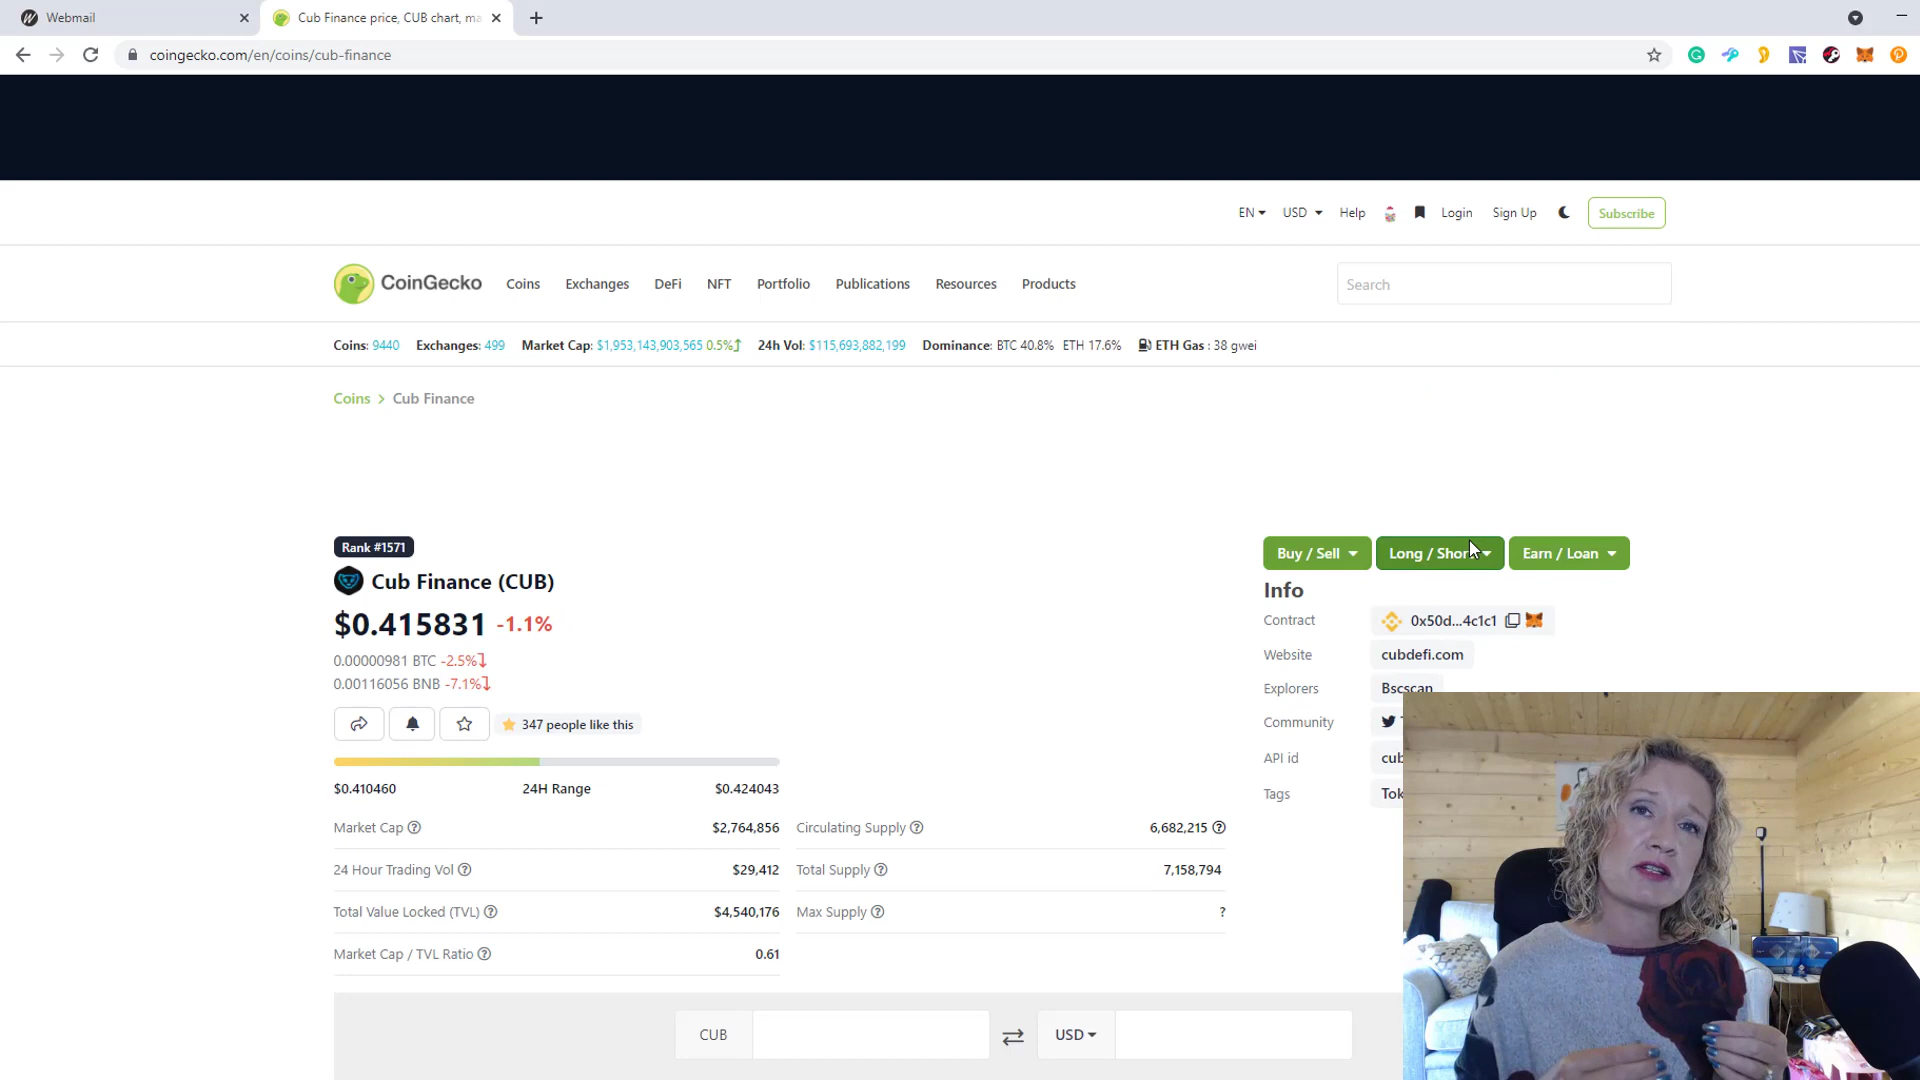 Webmail
Cub Finance price, CUB chart, ma
coingecko.com/en/coins/cub-finance
EN
USD
Help
Login
Sign Up
Subscribe
CoinGecko
Coins
Exchanges
DeFi
NFT
Portfolio
Publications
Resources
Products
Search
Coins: 9440
Exchanges: 499
Market Cap: $1,953,143,903,565 0.5%
24h Vol: $115,693,882,199
Dominance: BTC 40.8% ETH 17.6%
ETH Gas : 38 gwei
Coins > Cub Finance
Rank #1571
Cub Finance (CUB)
$0.415831 -1.1%
0.00000981 BTC -2.5%
0.00116056 BNB -7.1%
347 people like this
$0.410460 24H Range $0.424043
Market Cap $2,764,856
24 Hour Trading Vol $29,412
Total Value Locked (TVL) $4,540,176
Market Cap / TVL Ratio 0.61
Circulating Supply 6,682,215
Total Supply 7,158,794
Max Supply ?
Buy / Sell
Long / Short
Earn / Loan
Info
Contract 0x50d...4c1c1
Website cubdefi.com
Explorers Bscscan
Community
API id cub
Tags Tok
CUB
USD